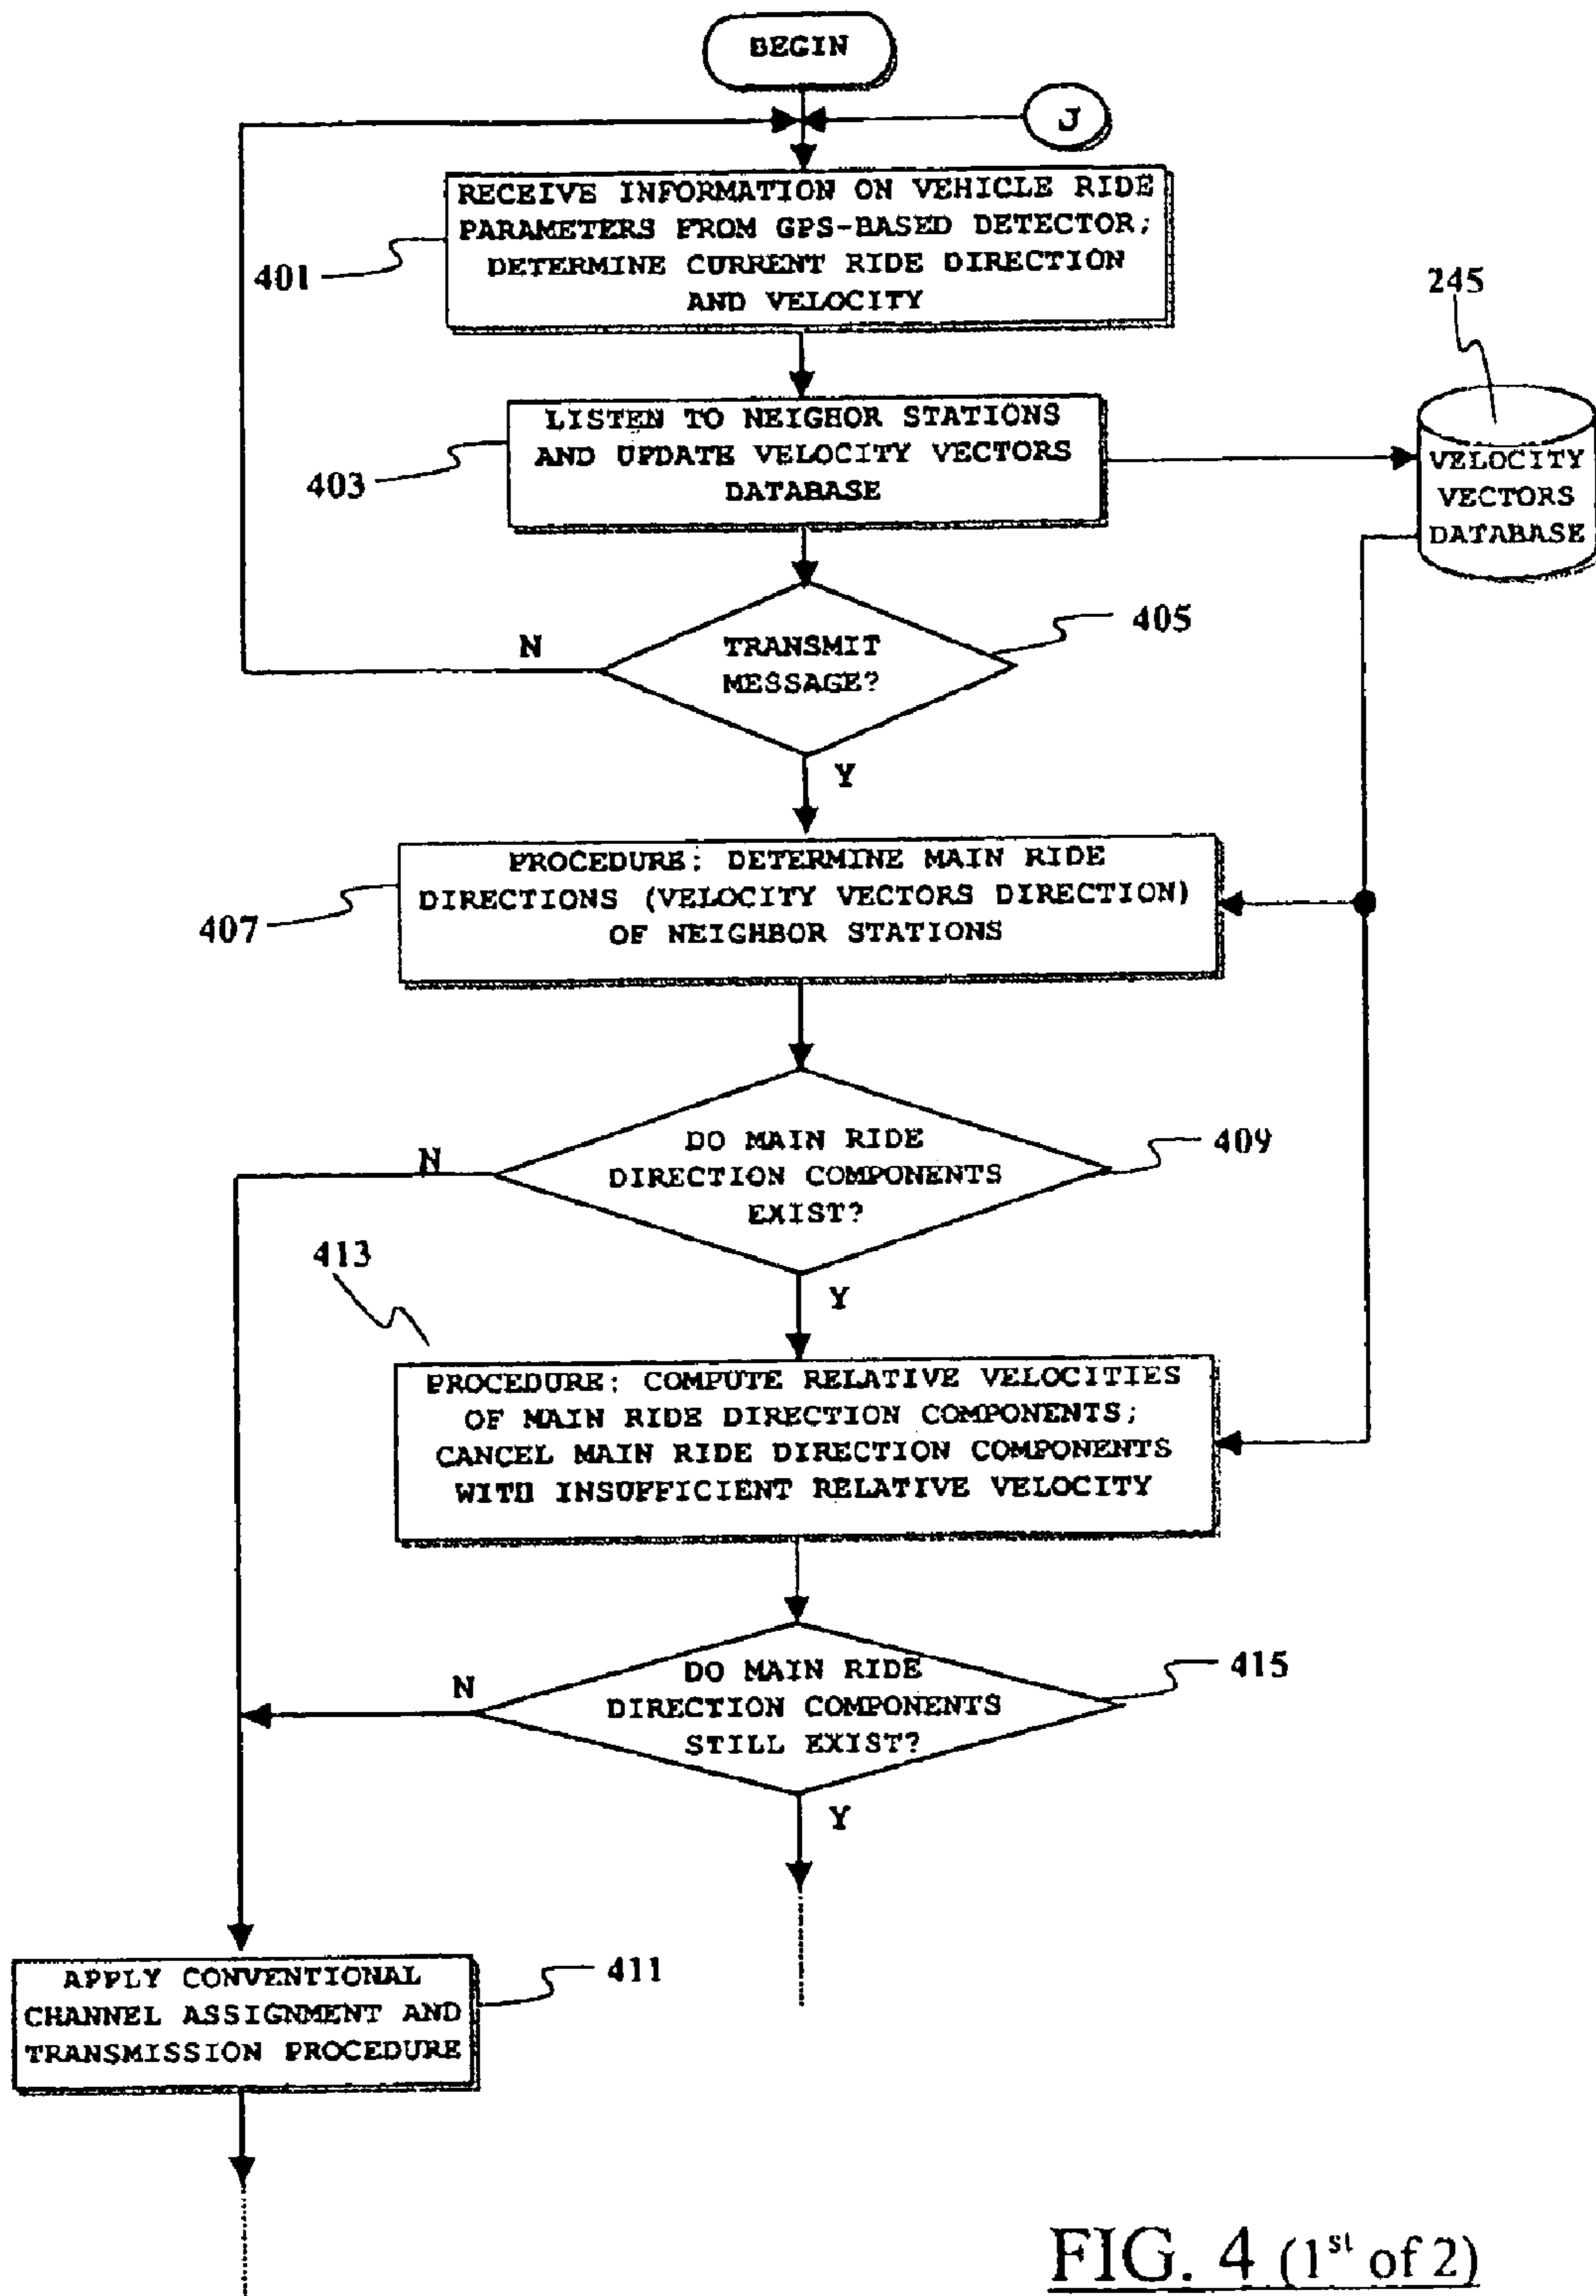 BEGIN
J
RECEIVE INFORMATION ON VEHICLE RIDE
PARAMETERS FROM GPS-BASED DETECTOR;
DETERMINE CURRENT RIDE DIRECTION
AND VELOCITY
401
245
LISTEN TO NEIGHOR STATIONS
AND UPDATE VELOCITY VECTORS
DATABASE
403
VELOCITY
VECTORS
DATABASE
405
N
TRANSMIT
MESSAGE?
Y
PROCEDURE: DETERMINE MAIN RIDE
DIRECTIONS (VELOCITY VECTORS DIRECTION)
OF NEIGHBOR STATIONS
407
409
N
DO MAIN RIDE
DIRECTION COMPONENTS
EXIST?
413
Y
PROCEDURE: COMPUTE RELATIVE VELOCITIES
OF MAIN RIDE DIRECTION COMPONENTS;
CANCEL MAIN RIDE DIRECTION COMPONENTS
WITH INSUFFICIENT RELATIVE VELOCITY
415
N
DO MAIN RIDE
DIRECTION COMPONENTS
STILL EXIST?
Y
APPLY CONVENTIONAL
CHANNEL ASSIGNMENT AND
TRANSMISSION PROCEDURE
411
FIG. 4 (1st of 2)